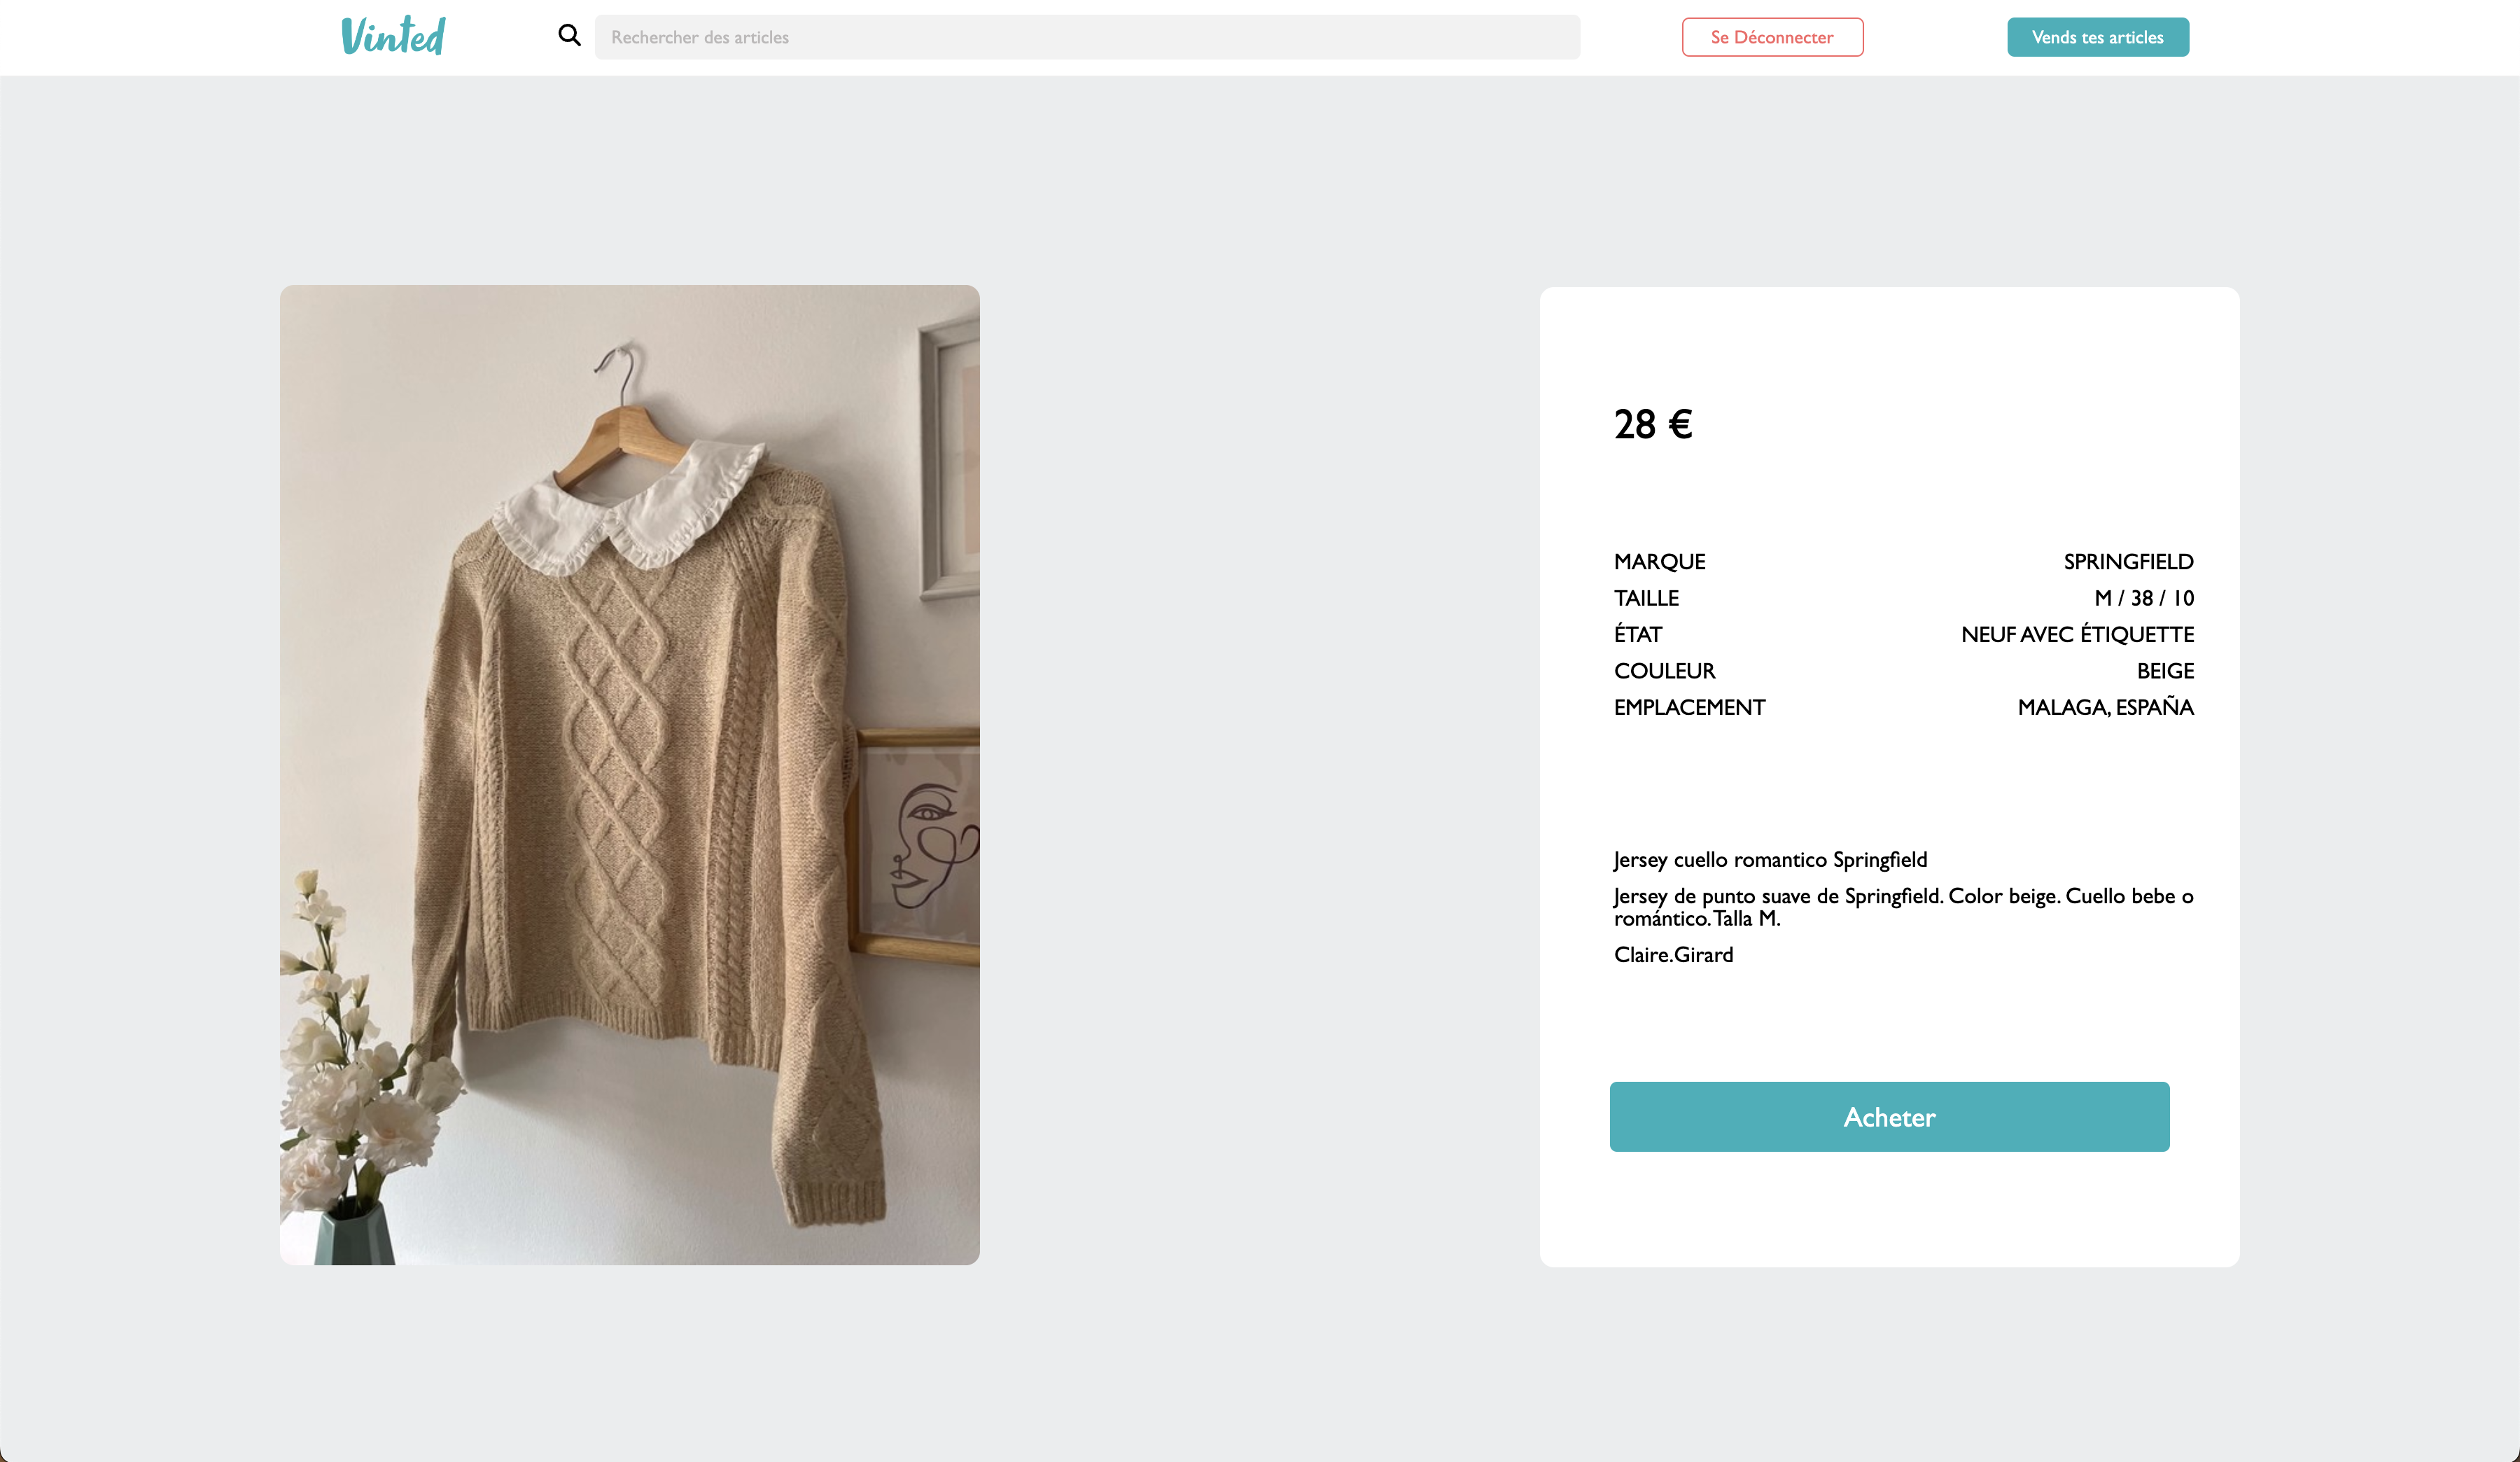 Vinted
Rechercher des articles
Se Déconnecter
Vends tes articles
28 €
MARQUE SPRINGFIELD
TAILLE M / 38 / 10
ÉTAT NEUF AVEC ÉTIQUETTE
COULEUR BEIGE
EMPLACEMENT MALAGA, ESPAÑA
Jersey cuello romantico Springfield
Jersey de punto suave de Springfield. Color beige. Cuello bebe o
romántico. Talla M.
Claire.Girard
Acheter